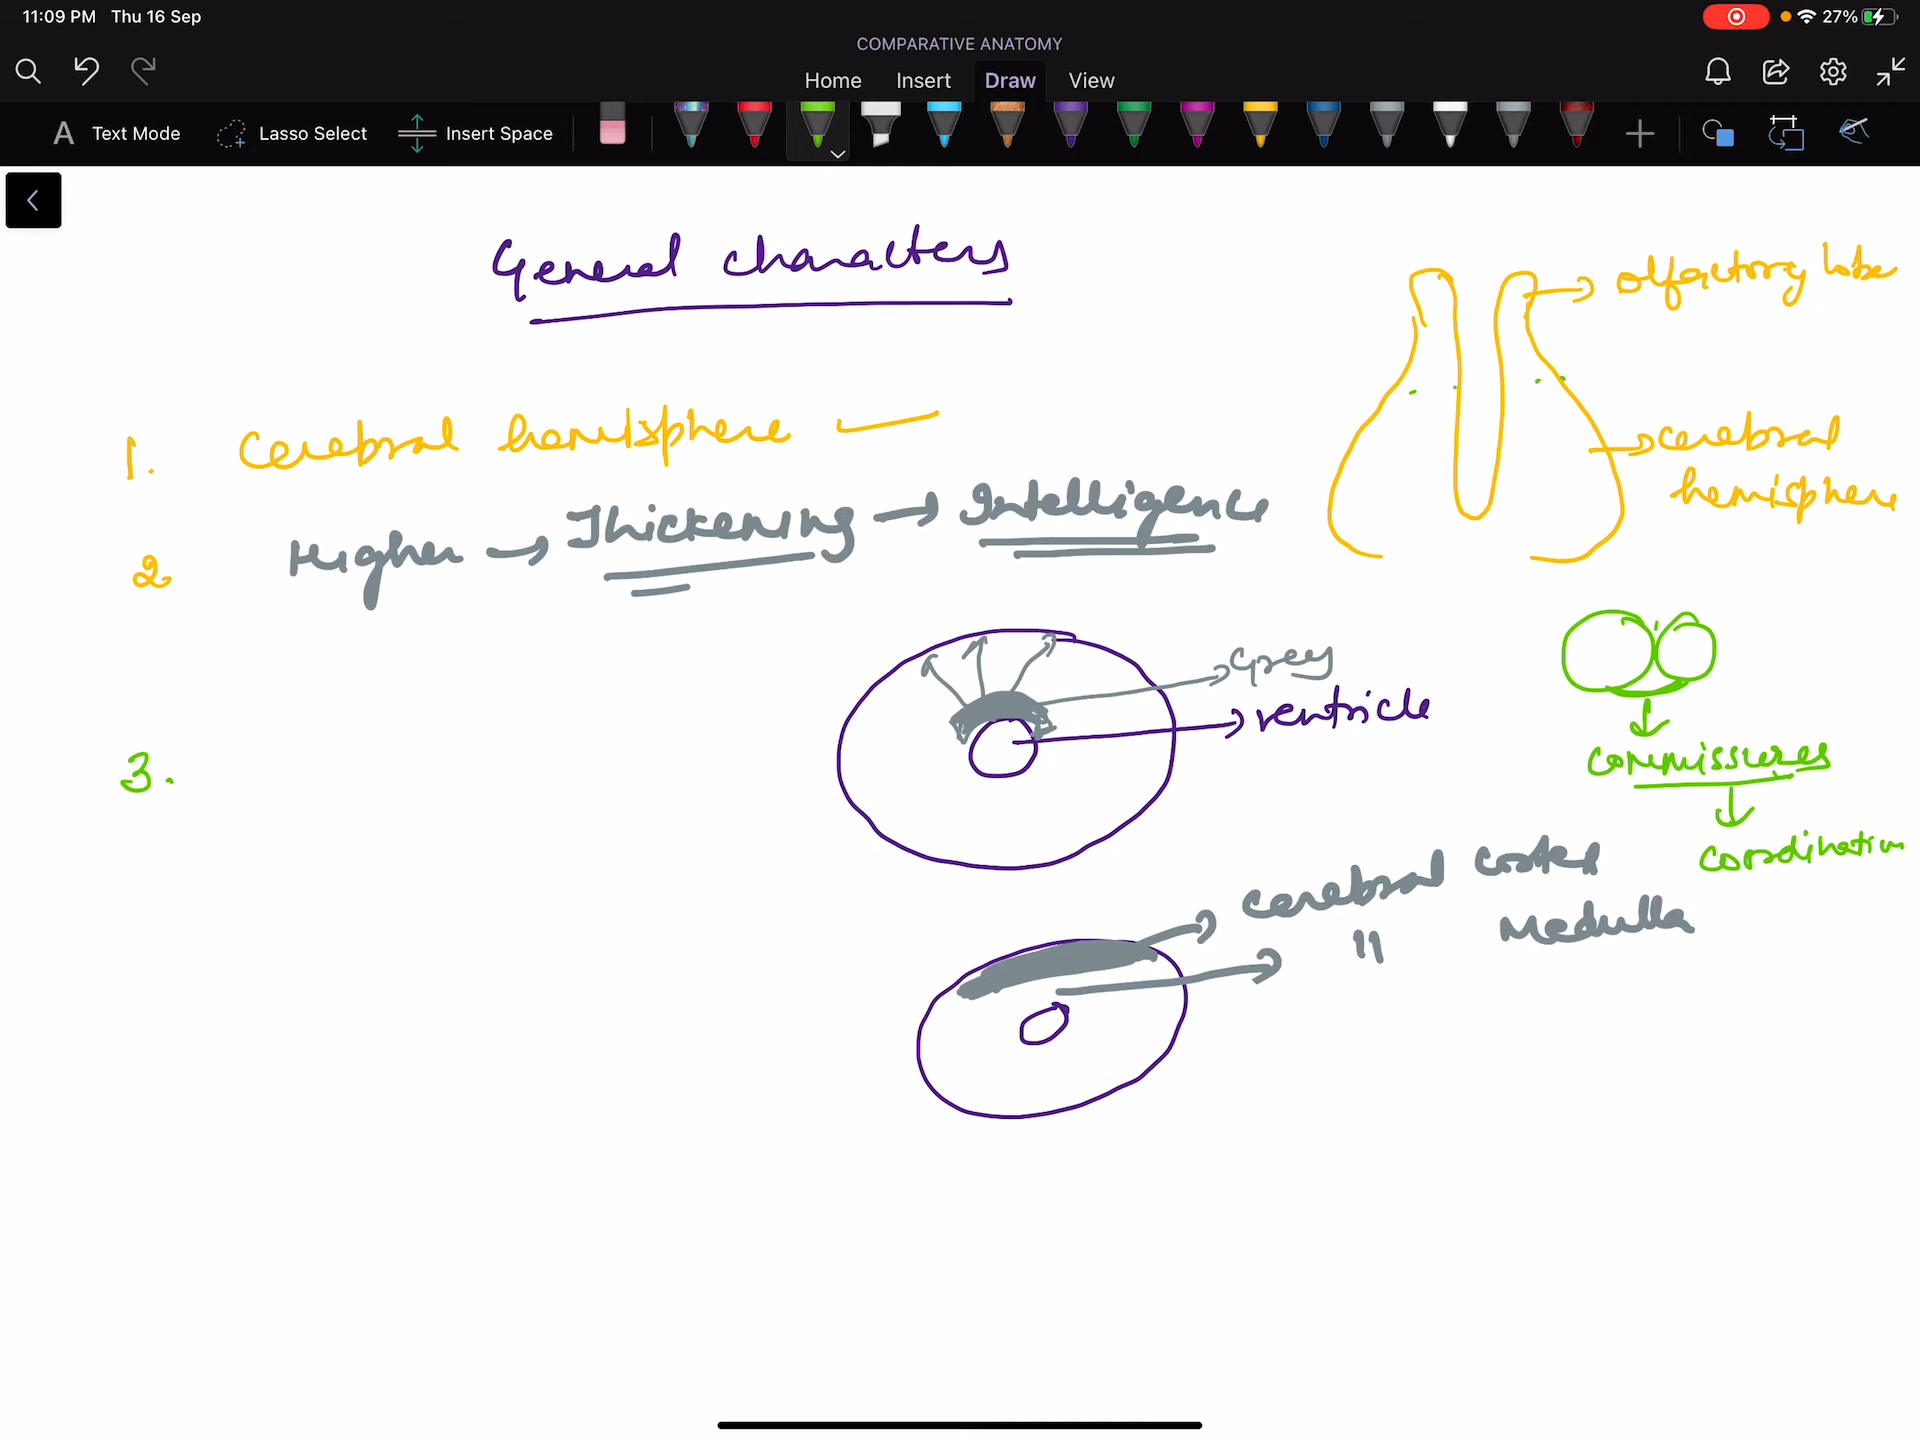 11:09 PM Thu 16 Sep
27%
COMPARATIVE ANATOMY
Home Insert Draw View
A Text Mode Lasso Select Insert Space
General characters
olfactory lobe
1. Cerebral hemisphere
cerebral
hemisphere
2 Higher → Thickening → Intelligence
Grey
ventricle
3.
commissures
coordination
cerebral cortex
" Medulla